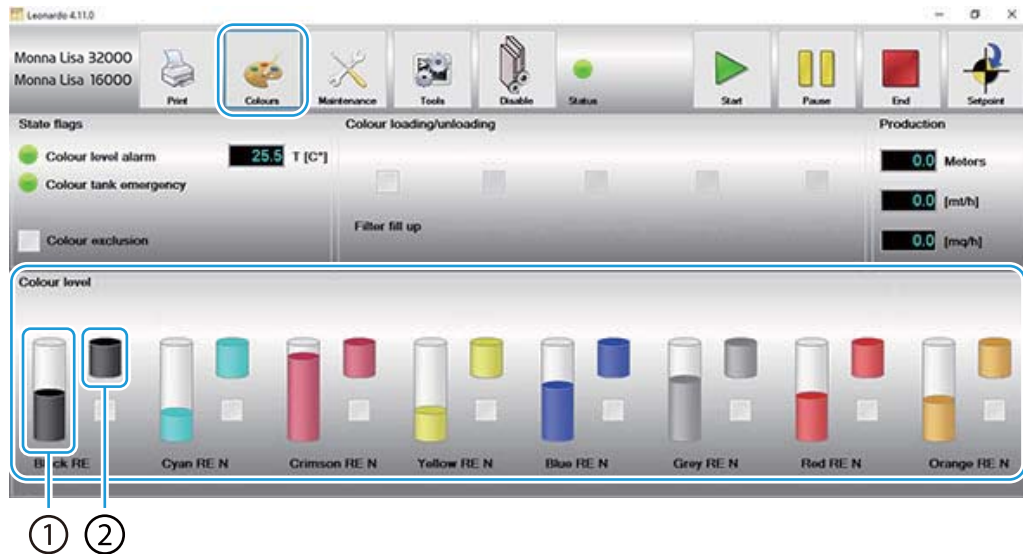 Leonardo 4.11.0
Monna Lisa 32000
Monna Lisa 16000
Print
Colours
Maintenance
Tools
Disable
Status
Start
Pause
End
Setpoint
State flags
Colour level alarm
25.5 T [C°]
Colour tank emergency
Colour exclusion
Colour loading/unloading
Filter fill up
Production
0.0 Meters
0.0 [mt/h]
0.0 [mq/h]
Colour level
Black RE
Cyan RE N
Crimson RE N
Yellow RE N
Blue RE N
Grey RE N
Red RE N
Orange RE N
1
2